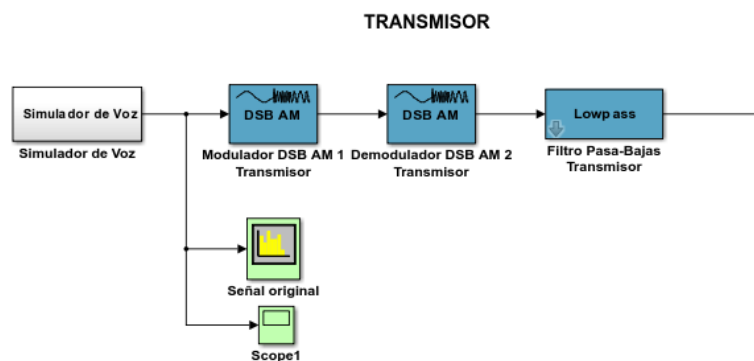 TRANSMISOR
Simulador de Voz
Simulador de Voz
DSB AM
Modulador DSB AM 1
Transmisor
DSB AM
Demodulador DSB AM 2
Transmisor
Lowpass
Filtro Pasa-Bajas
Transmisor
Señal original
Scope1